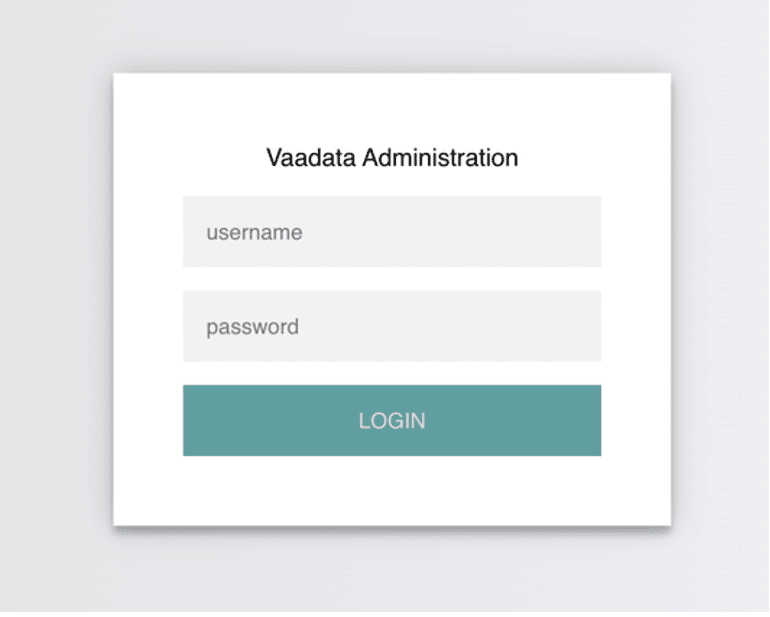 Vaadata Administration
username
password
LOGIN